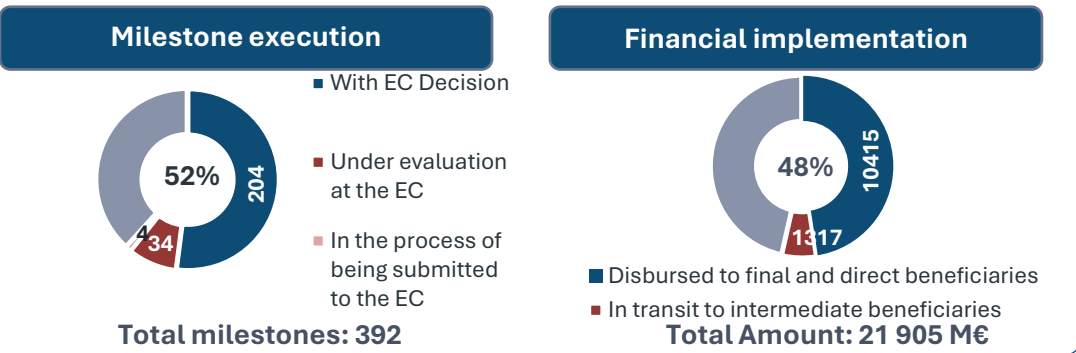 Milestone execution
With EC Decision
Under evaluation
at the EC
In the process of
being submitted
to the EC
52%
204
34
4
Total milestones: 392
Financial implementation
48%
10415
1317
Disbursed to final and direct beneficiaries
In transit to intermediate beneficiaries
Total Amount: 21 905 M€